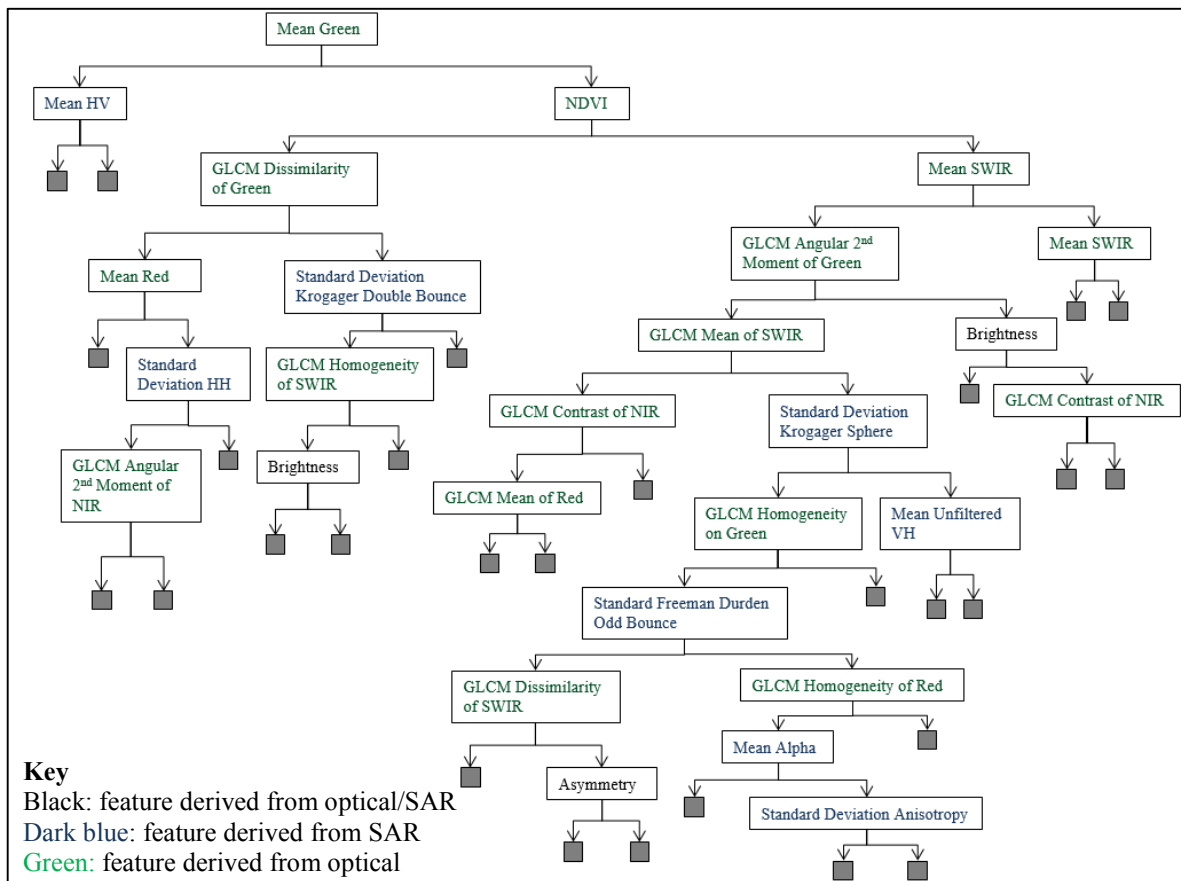 Mean Green
Mean HV
NDVI
GLCM Dissimilarity
of Green
Mean SWIR
Mean Red
Standard Deviation
Krogager Double Bounce
GLCM Angular 2nd
Moment of Green
Mean SWIR
Standard
Deviation HH
GLCM Homogeneity
of SWIR
GLCM Mean of SWIR
Brightness
GLCM Angular
2nd Moment of
NIR
Brightness
GLCM Contrast of NIR
Standard Deviation
Krogager Sphere
GLCM Contrast of NIR
GLCM Mean of Red
GLCM Homogeneity
on Green
Mean Unfiltered
VH
Standard Freeman Durden
Odd Bounce
GLCM Dissimilarity
of SWIR
GLCM Homogeneity of Red
Mean Alpha
Asymmetry
Standard Deviation Anisotropy
Key
Black: feature derived from optical/SAR
Dark blue: feature derived from SAR
Green: feature derived from optical